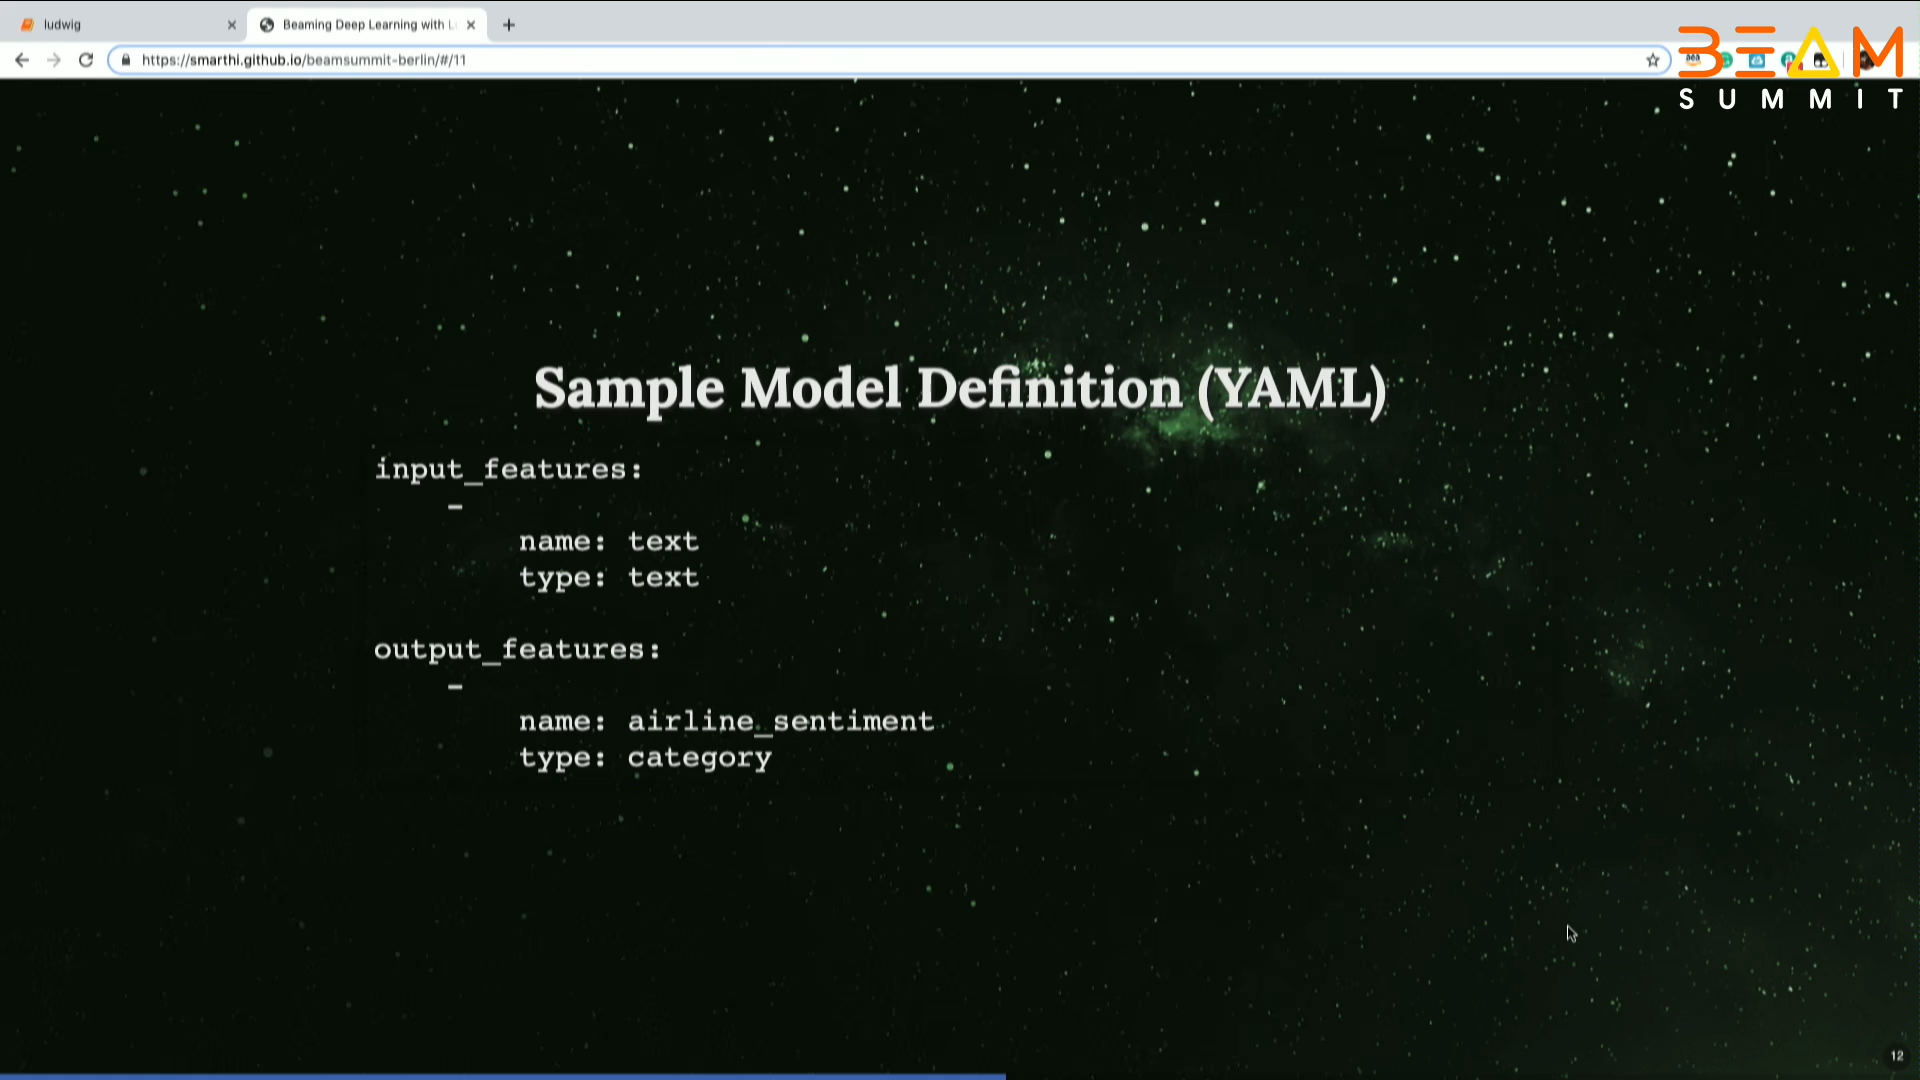 ludwig
Beaming Deep Learning with L
https://smarthi.github.io/beamsummit-berlin/#/11
BEAM
SUMMIT
Sample Model Definition (YAML)
input_features:
-
name: text
type: text
output_features:
-
name: airline_sentiment
type: category
12